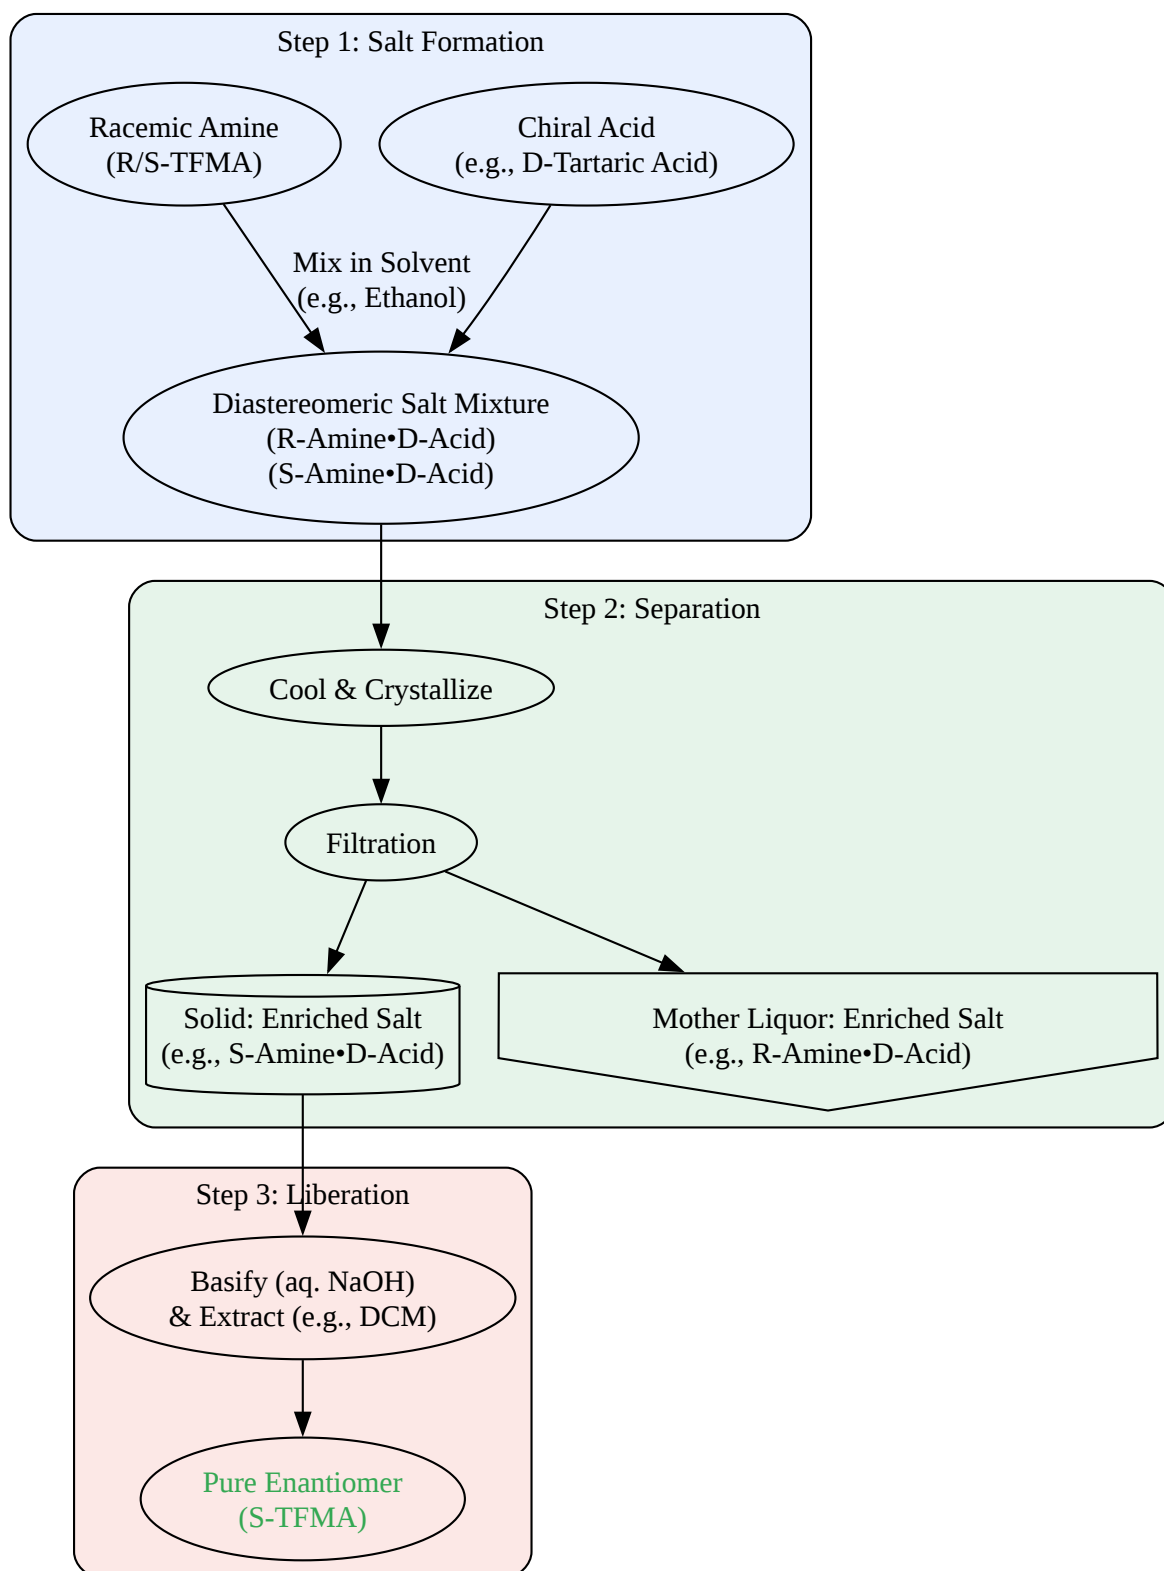 Step 1: Salt Formation
Racemic Amine
(R/S-TFMA)
Chiral Acid
(e.g., D-Tartaric Acid)
Mix in Solvent
(e.g., Ethanol)
Diastereomeric Salt Mixture
(R-Amine•D-Acid)
(S-Amine•D-Acid)
Step 2: Separation
Cool & Crystallize
Filtration
Solid: Enriched Salt
(e.g., S-Amine•D-Acid)
Mother Liquor: Enriched Salt
(e.g., R-Amine•D-Acid)
Step 3: Liberation
Basify (aq. NaOH)
& Extract (e.g., DCM)
Pure Enantiomer
(S-TFMA)